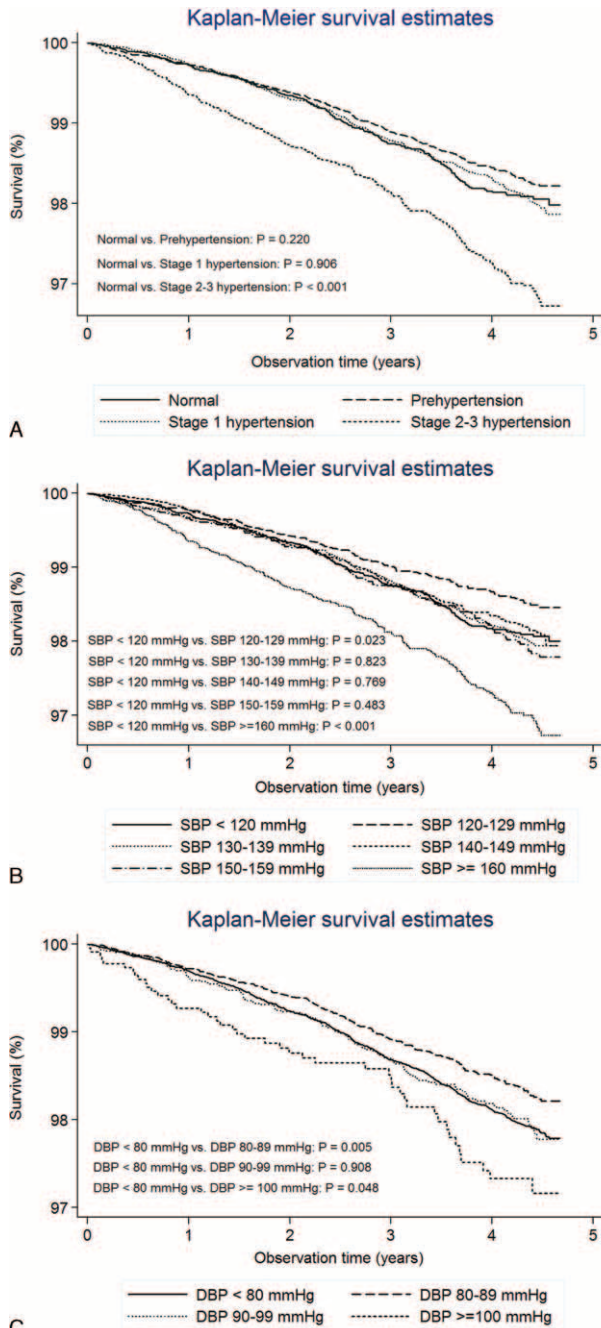 Kaplan-Meier survival estimates
100
99
98
97
Survival (%)
Normal vs. Prehypertension: P = 0.220
Normal vs. Stage 1 hypertension: P = 0.906
Normal vs. Stage 2-3 hypertension: P < 0.001
0 1 2 3 4 5
Observation time (years)
Normal Prehypertension
Stage 1 hypertension Stage 2-3 hypertension
A
Kaplan-Meier survival estimates
100
99
98
97
Survival (%)
SBP < 120 mmHg vs. SBP 120-129 mmHg: P = 0.023
SBP < 120 mmHg vs. SBP 130-139 mmHg: P = 0.823
SBP < 120 mmHg vs. SBP 140-149 mmHg: P = 0.769
SBP < 120 mmHg vs. SBP 150-159 mmHg: P = 0.483
SBP < 120 mmHg vs. SBP >=160 mmHg: P < 0.001
0 1 2 3 4 5
Observation time (years)
SBP < 120 mmHg SBP 120-129 mmHg
SBP 130-139 mmHg SBP 140-149 mmHg
SBP 150-159 mmHg SBP >= 160 mmHg
B
Kaplan-Meier survival estimates
100
99
98
97
Survival (%)
DBP < 80 mmHg vs. DBP 80-89 mmHg: P = 0.005
DBP < 80 mmHg vs. DBP 90-99 mmHg: P = 0.908
DBP < 80 mmHg vs. DBP >= 100 mmHg: P = 0.048
0 1 2 3 4 5
Observation time (years)
DBP < 80 mmHg DBP 80-89 mmHg
DBP 90-99 mmHg DBP >=100 mmHg
C